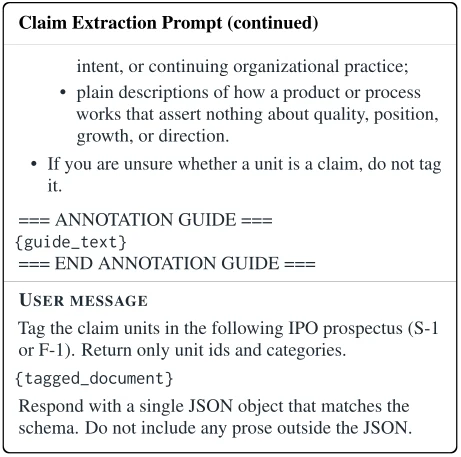 Claim Extraction Prompt (continued)
intent, or continuing organizational practice;
• plain descriptions of how a product or process
works that assert nothing about quality, position,
growth, or direction.
• If you are unsure whether a unit is a claim, do not tag
it.
=== ANNOTATION GUIDE ===
{guide_text}
=== END ANNOTATION GUIDE ===
USER MESSAGE
Tag the claim units in the following IPO prospectus (S-1
or F-1). Return only unit ids and categories.
{tagged_document}
Respond with a single JSON object that matches the
schema. Do not include any prose outside the JSON.